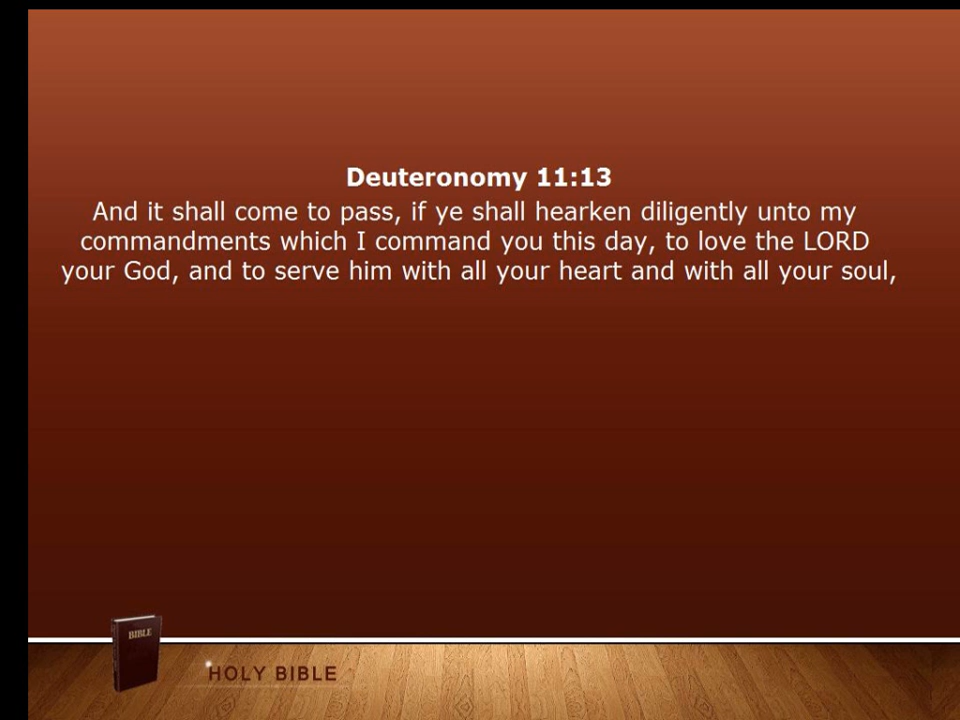 Deuteronomy 11:13
And it shall come to pass, if ye shall hearken diligently unto my
commandments which I command you this day, to love the LORD
your God, and to serve him with all your heart and with all your soul,
BIBLE
HOLY BIBLE